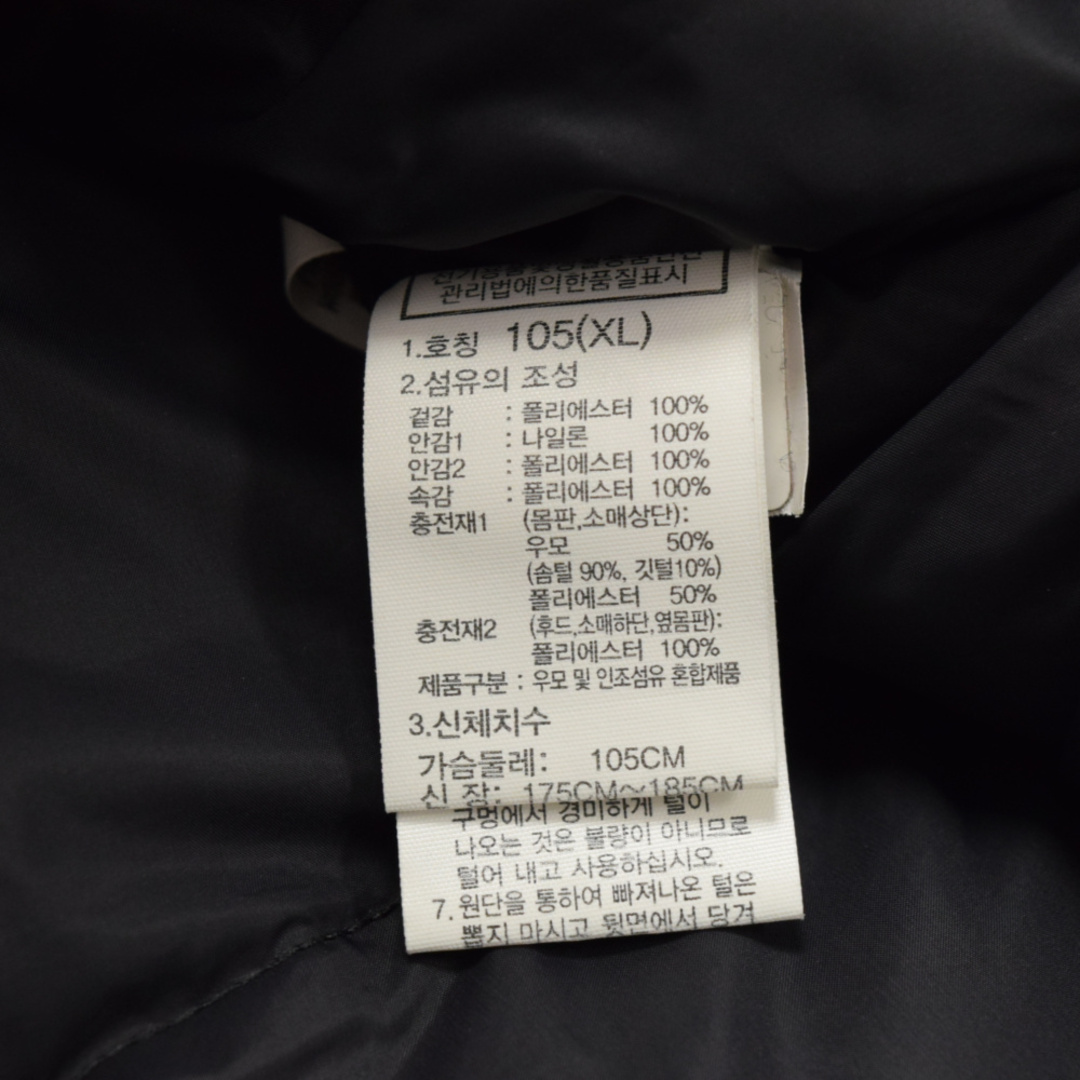 관리법에의한품질표시
1.호칭 105(XL)
2.섬유의 조성
겉감 : 폴리에스터 100%
안감1 : 나일론 100%
안감2 : 폴리에스터 100%
속감 : 폴리에스터 100%
충전재1 (몸판,소매상단):
우모 50%
(솜털 90%, 깃털10%)
폴리에스터 50%
충전재2 (후드,소매하단,옆몸판):
폴리에스터 100%
제품구분 : 우모 및 인조섬유 혼합제품
3.신체치수
가슴둘레: 105CM
신 장: 175CM~185CM
구멍에서 경미하게 털이
나오는 것은 불량이 아니므로
털어 내고 사용하십시오.
7. 원단을 통하여 빠져나온 털은
뽑지 마시고 뒷면에서 당겨